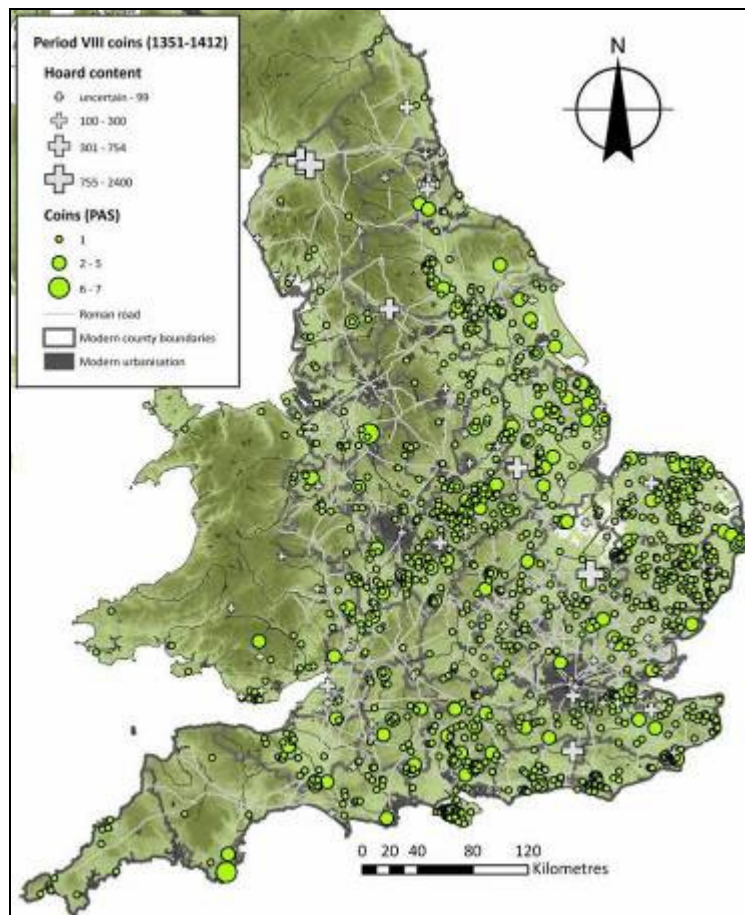 Period VIII coins (1351-1412)
Hoard content
uncertain - 99
100 - 300
301 - 754
755 - 2400
Coins (PAS)
1
2 - 5
6 - 7
Roman road
Modern county boundaries
Modern urbanisation
N
0 20 40 80 120
Kilometres